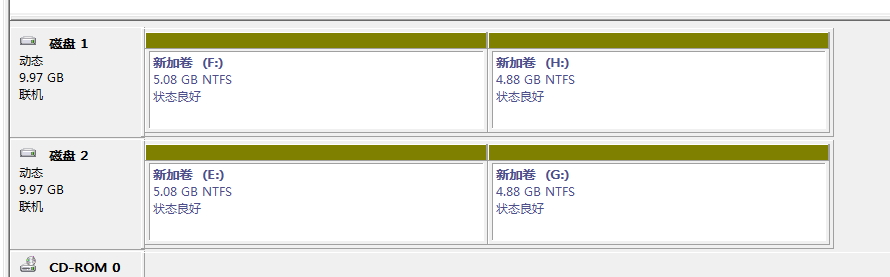 磁盘 1
动态
9.97 GB
联机
新加卷 (F:)
5.08 GB NTFS
状态良好
新加卷 (H:)
4.88 GB NTFS
状态良好
磁盘 2
动态
9.97 GB
联机
新加卷 (E:)
5.08 GB NTFS
状态良好
新加卷 (G:)
4.88 GB NTFS
状态良好
CD-ROM 0